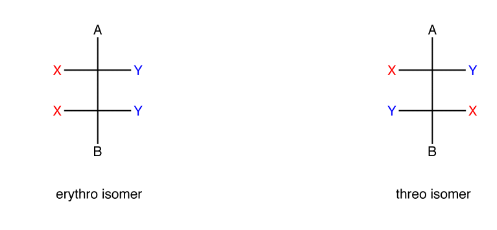 A A
X Y X Y
X Y Y X
B B
erythro isomer threo isomer